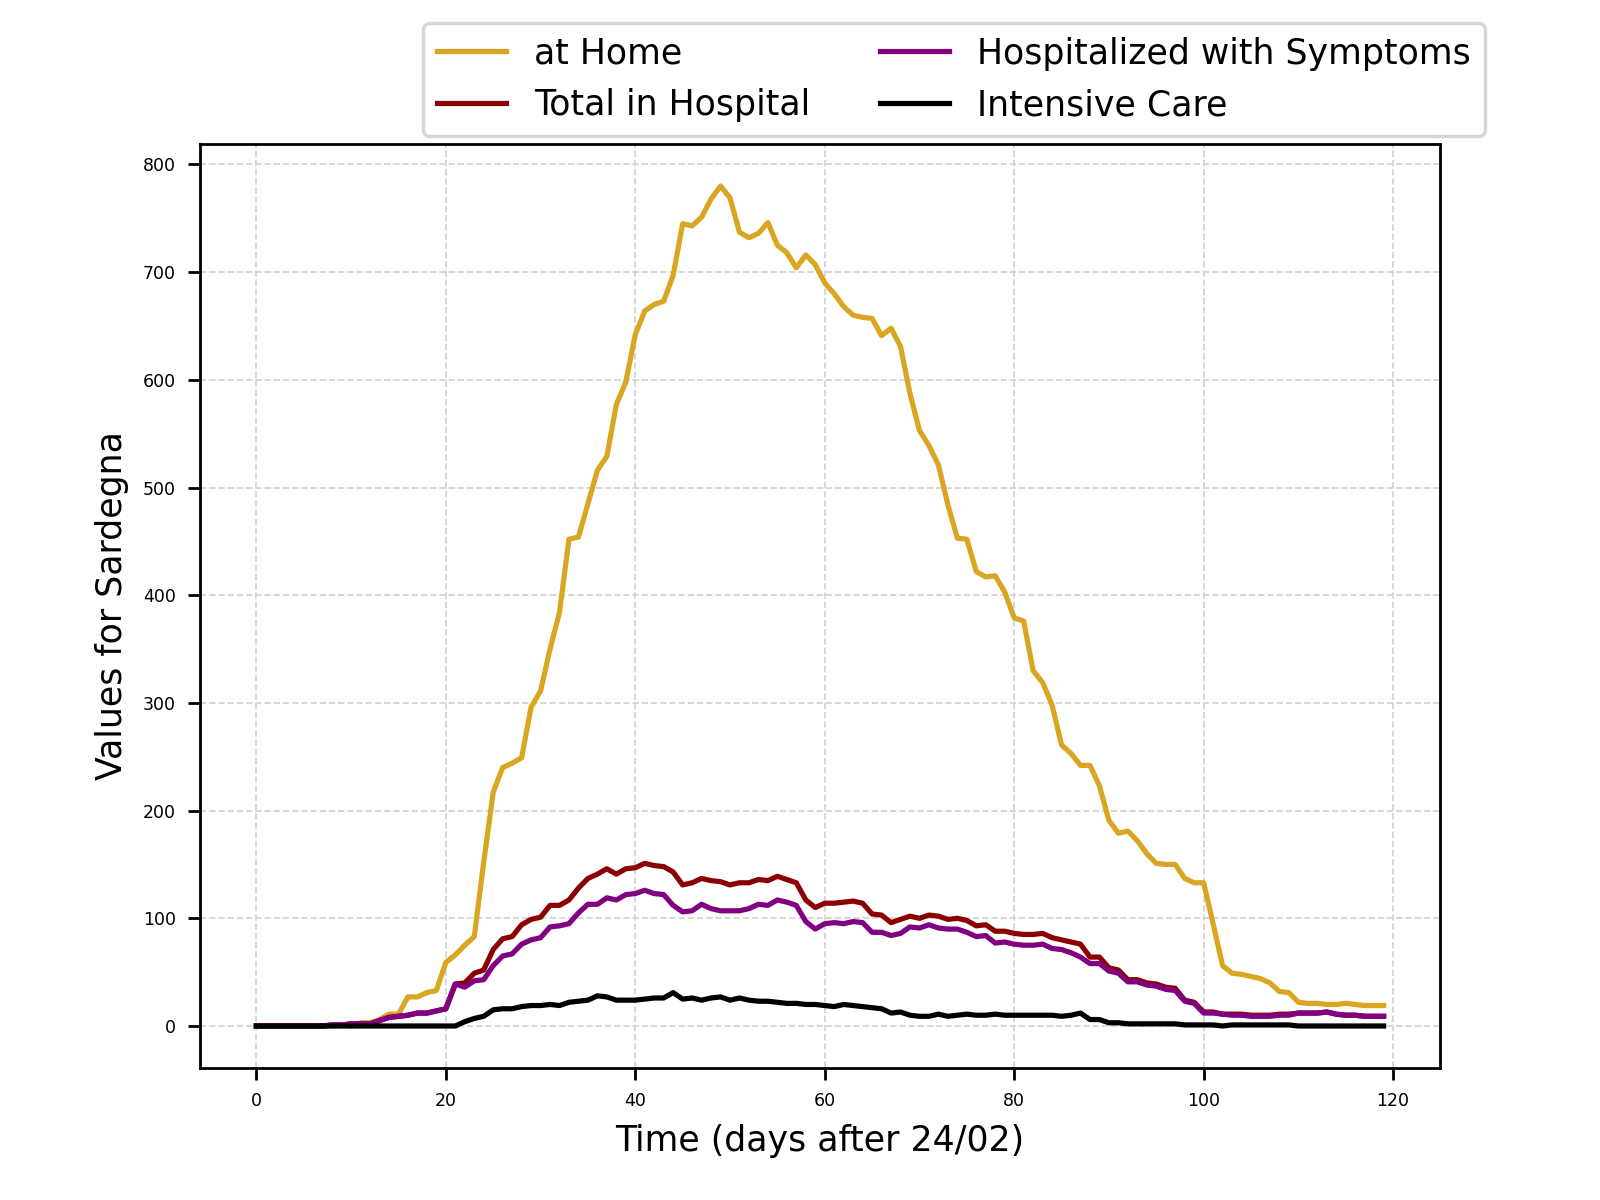 at Home
Total in Hospital
Hospitalized with Symptoms
Intensive Care
800
700
600
500
400
300
200
100
0
Values for Sardegna
0 20 40 60 80 100 120
Time (days after 24/02)